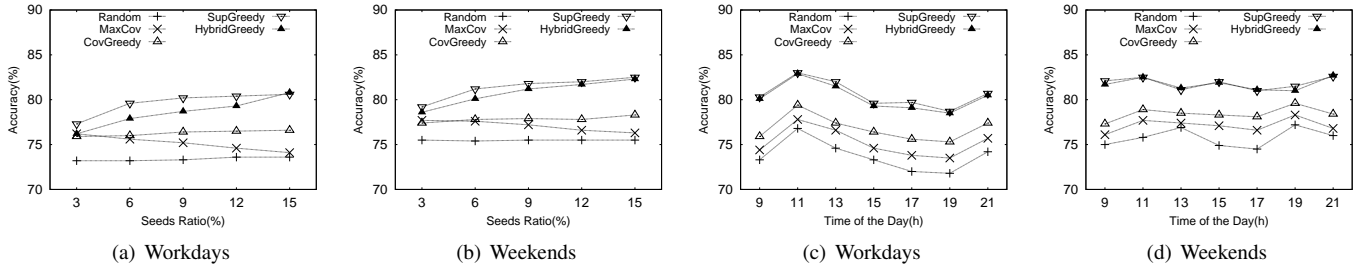 Random
MaxCov
CovGreedy
SupGreedy
HybridGreedy
Accuracy(%)
90
85
80
75
70
3 6 9 12 15
Seeds Ratio(%)
(a) Workdays
Random
MaxCov
CovGreedy
SupGreedy
HybridGreedy
Accuracy(%)
90
85
80
75
70
3 6 9 12 15
Seeds Ratio(%)
(b) Weekends
Random
MaxCov
CovGreedy
SupGreedy
HybridGreedy
Accuracy(%)
90
85
80
75
70
9 11 13 15 17 19 21
Time of the Day(h)
(c) Workdays
Random
MaxCov
CovGreedy
SupGreedy
HybridGreedy
Accuracy(%)
90
85
80
75
70
9 11 13 15 17 19 21
Time of the Day(h)
(d) Weekends